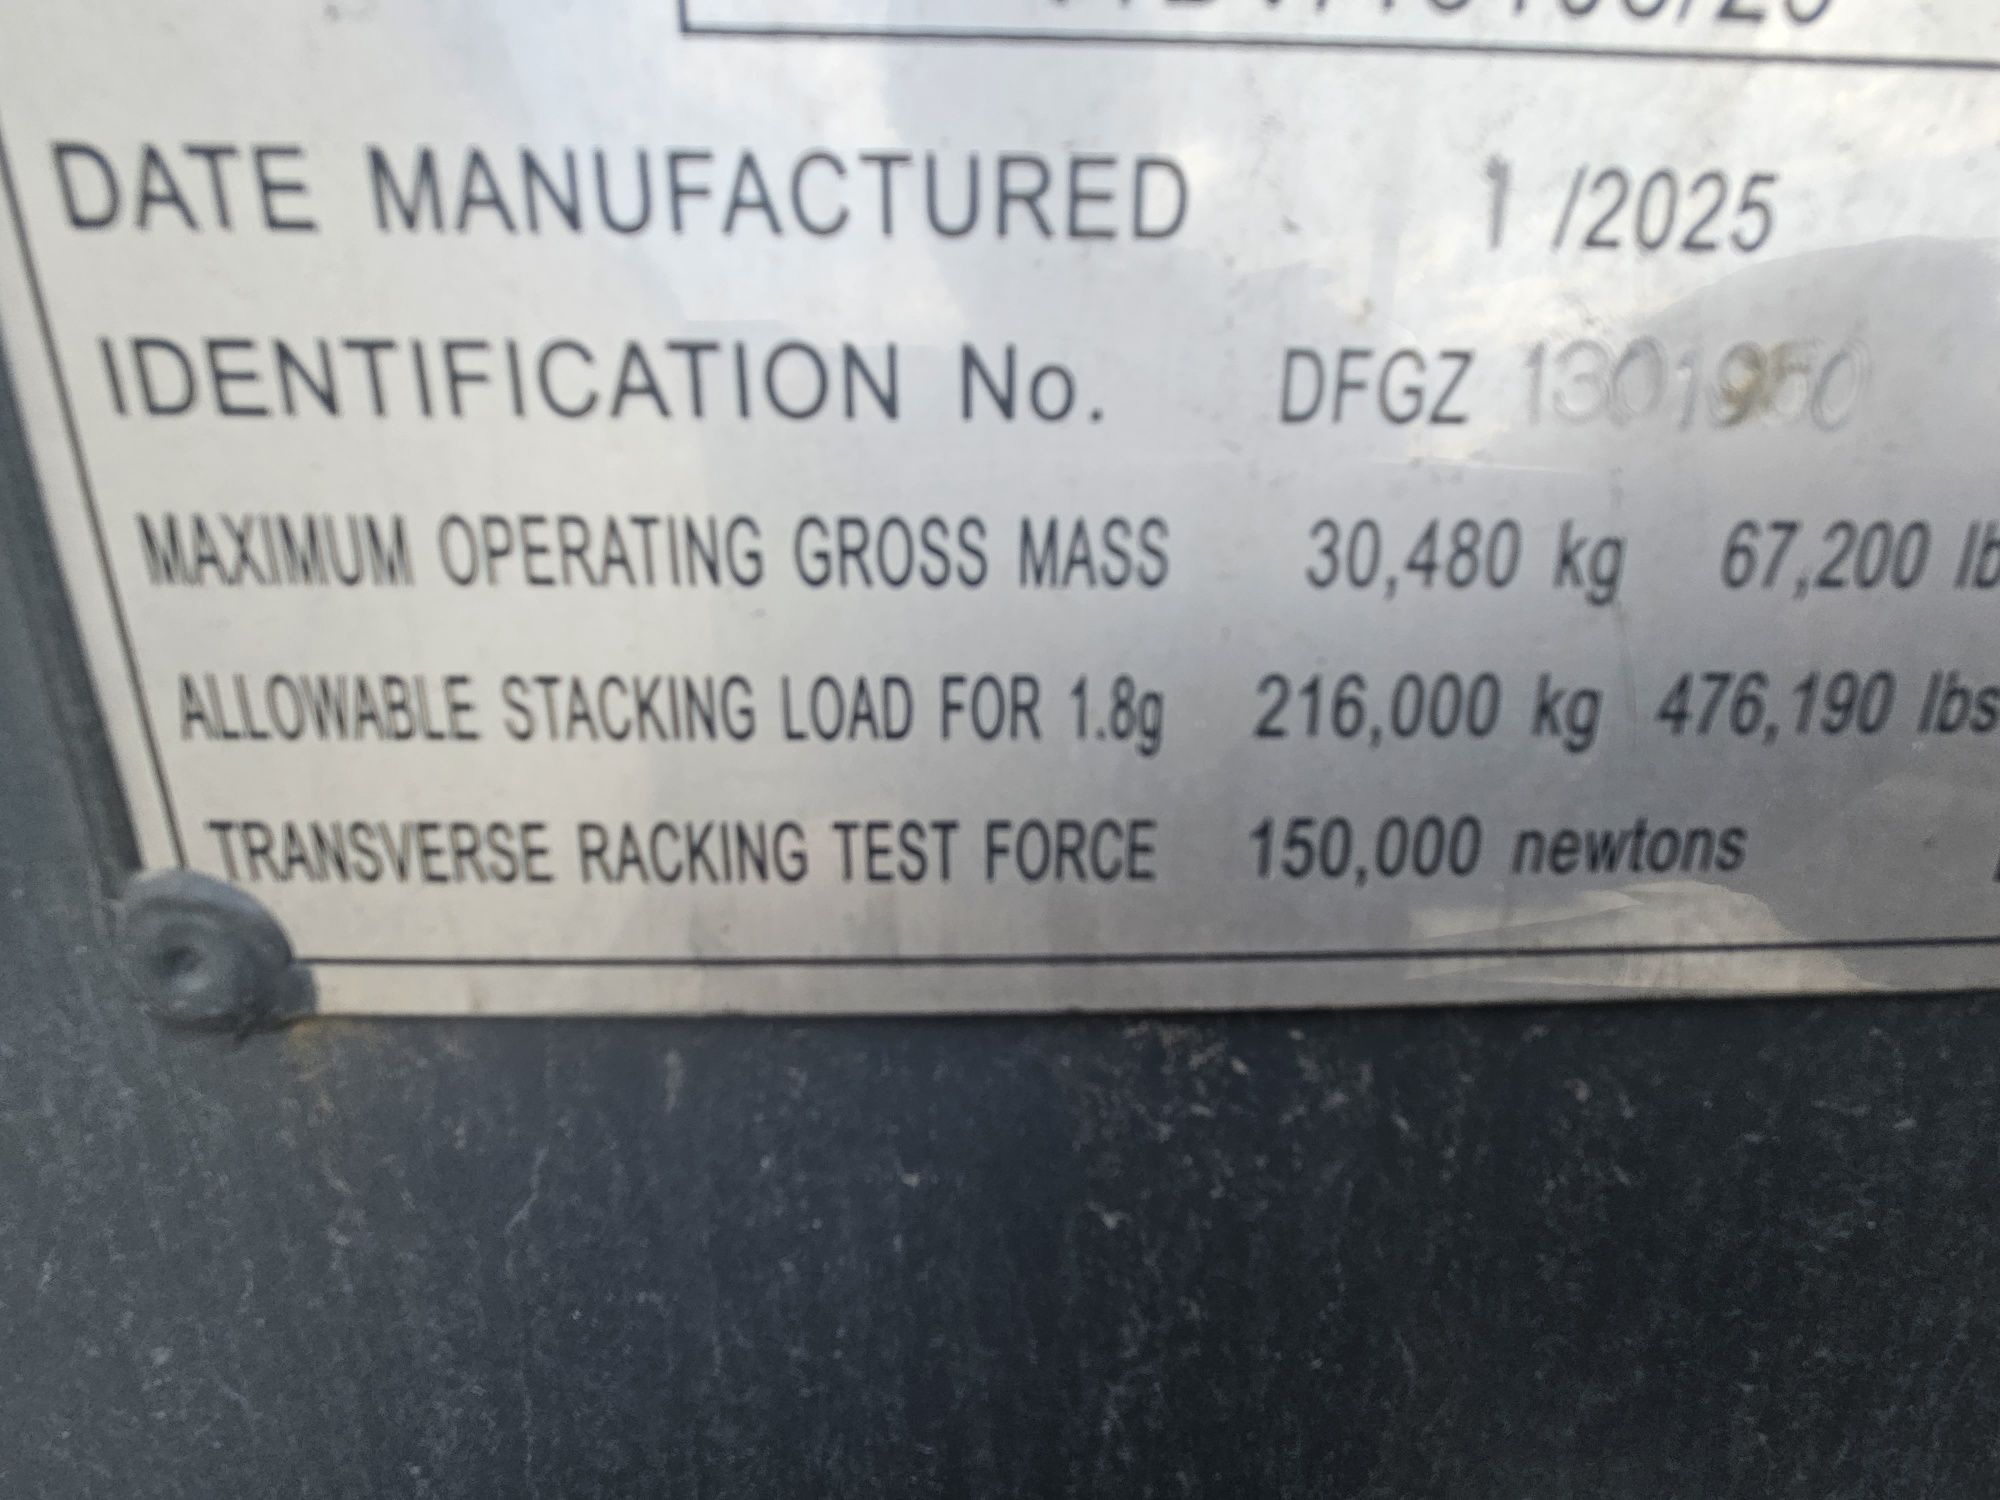 DATE MANUFACTURED 1 /2025
IDENTIFICATION No. DFGZ
MAXIMUM OPERATING GROSS MASS 30,480 kg 67,200 lb
ALLOWABLE STACKING LOAD FOR 1.8g 216,000 kg 476,190 lbs
TRANSVERSE RACKING TEST FORCE 150,000 newtons